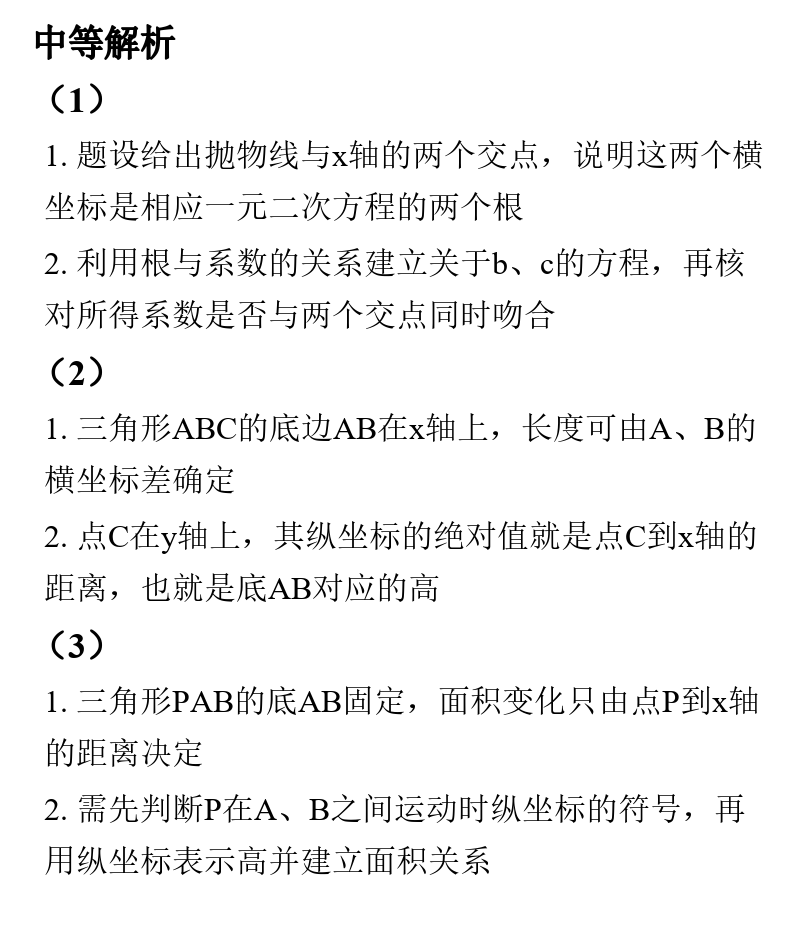 中等解析
（1）
1. 题设给出抛物线与x轴的两个交点，说明这两个横
坐标是相应一元二次方程的两个根
2. 利用根与系数的关系建立关于b、c的方程，再核
对所得系数是否与两个交点同时吻合
（2）
1. 三角形ABC的底边AB在x轴上，长度可由A、B的
横坐标差确定
2. 点C在y轴上，其纵坐标的绝对值就是点C到x轴的
距离，也就是底AB对应的高
（3）
1. 三角形PAB的底AB固定，面积变化只由点P到x轴
的距离决定
2. 需先判断P在A、B之间运动时纵坐标的符号，再
用纵坐标表示高并建立面积关系